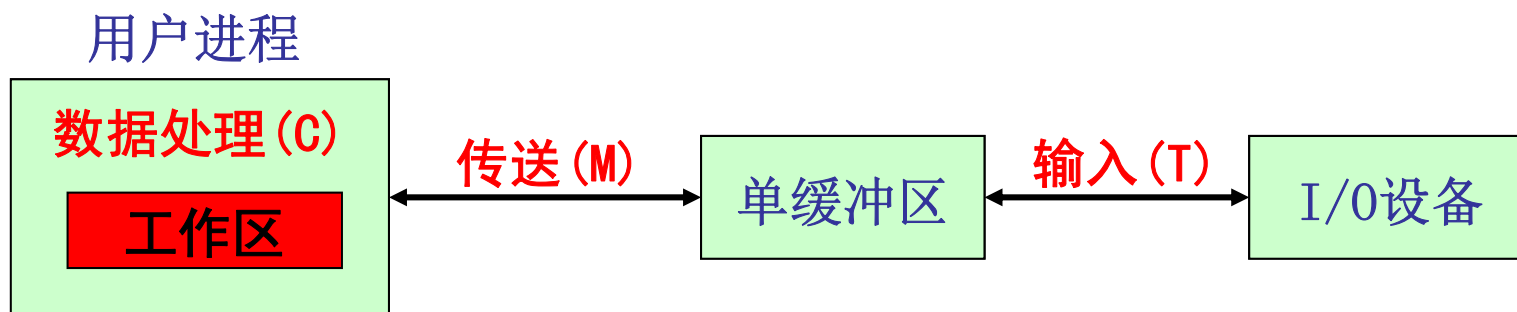 用户进程
数据处理(C)
工作区
传送(M)
单缓冲区
输入(T)
I/O设备